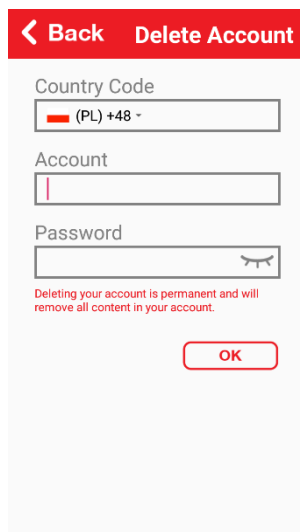 Back Delete Account
Country Code
(PL) +48
Account
Password
Deleting your account is permanent and will
remove all content in your account.
OK